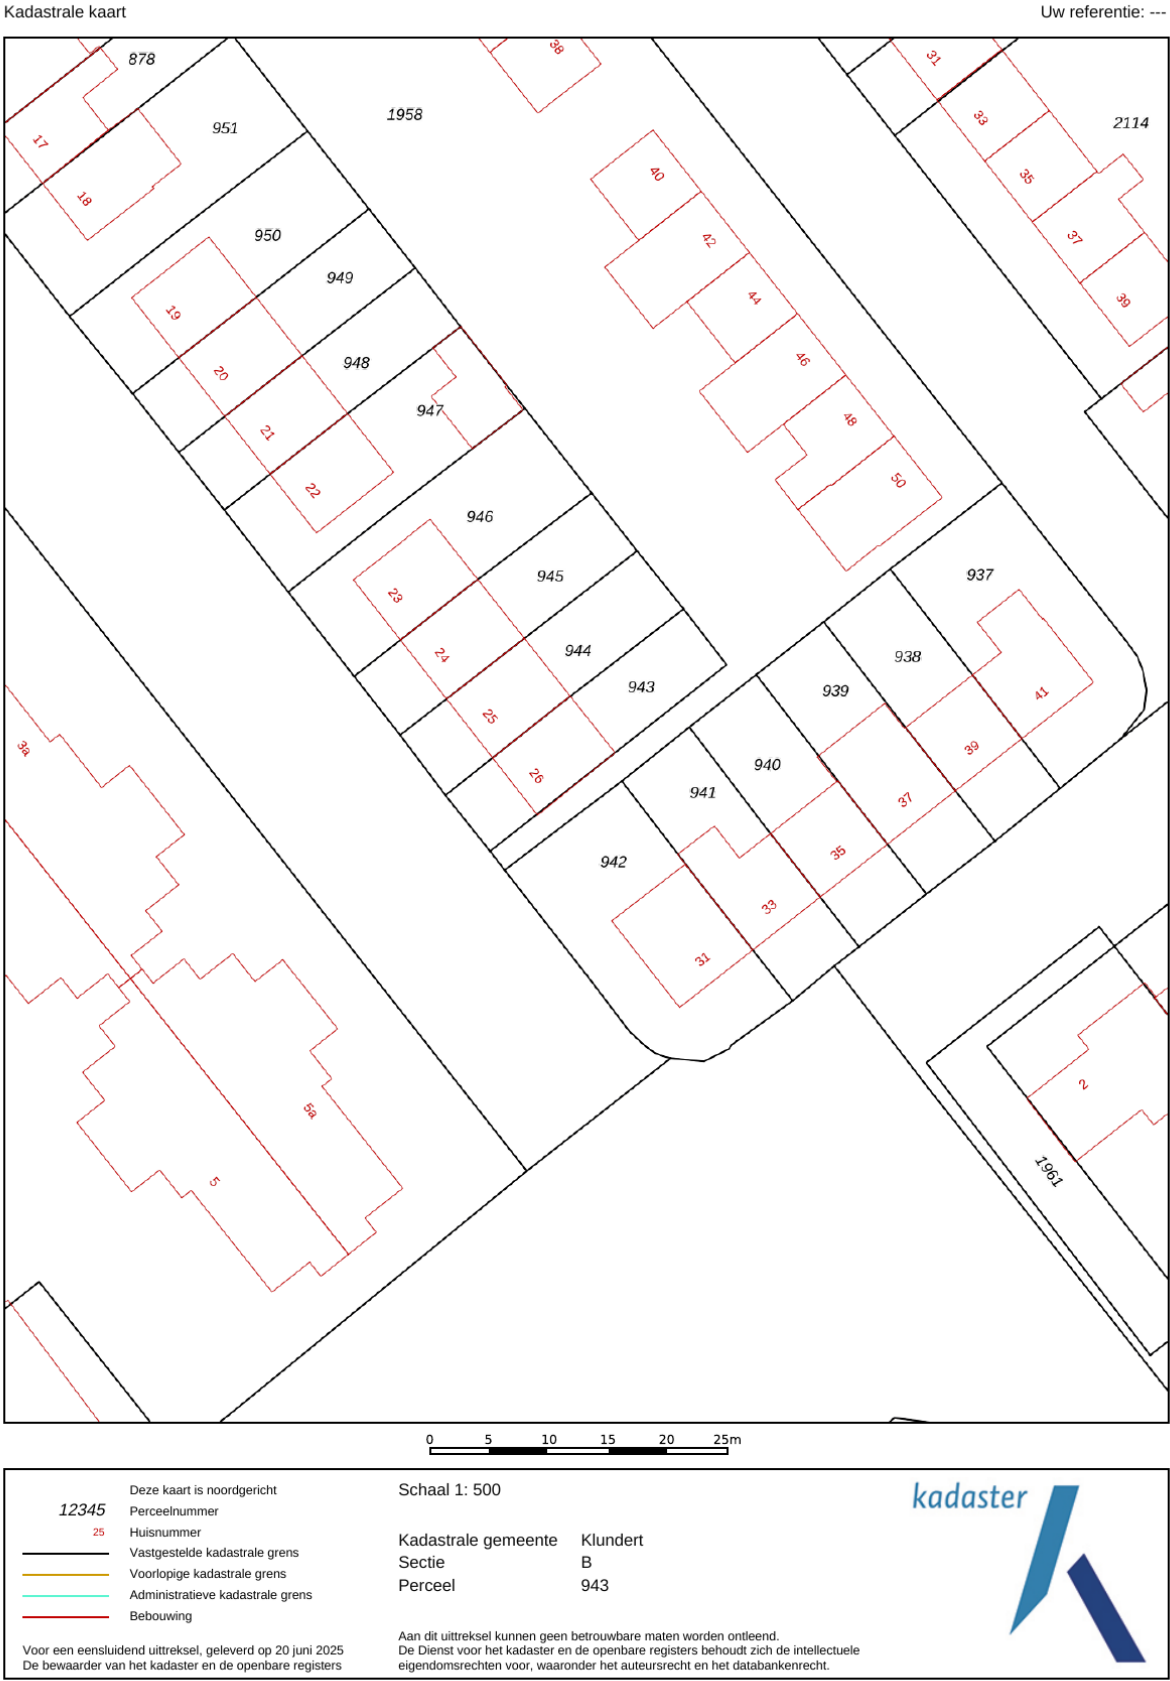 Kadastrale kaart
Uw referentie: ---
878
951
1958
2114
950
949
948
947
946
945
944
943
937
938
939
940
941
942
1961
17
18
19
20
21
22
23
24
25
26
38
40
42
44
46
48
50
31
33
35
37
39
41
39
37
35
33
31
3a
5a
5
2
0 5 10 15 20 25m
Deze kaart is noordgericht
12345 Perceelnummer
25 Huisnummer
Vastgestelde kadastrale grens
Voorlopige kadastrale grens
Administratieve kadastrale grens
Bebouwing
Voor een eensluidend uittreksel, geleverd op 20 juni 2025
De bewaarder van het kadaster en de openbare registers
Schaal 1: 500
Kadastrale gemeente Klundert
Sectie B
Perceel 943
Aan dit uittreksel kunnen geen betrouwbare maten worden ontleend.
De Dienst voor het kadaster en de openbare registers behoudt zich de intellectuele
eigendomsrechten voor, waaronder het auteursrecht en het databankenrecht.
kadaster